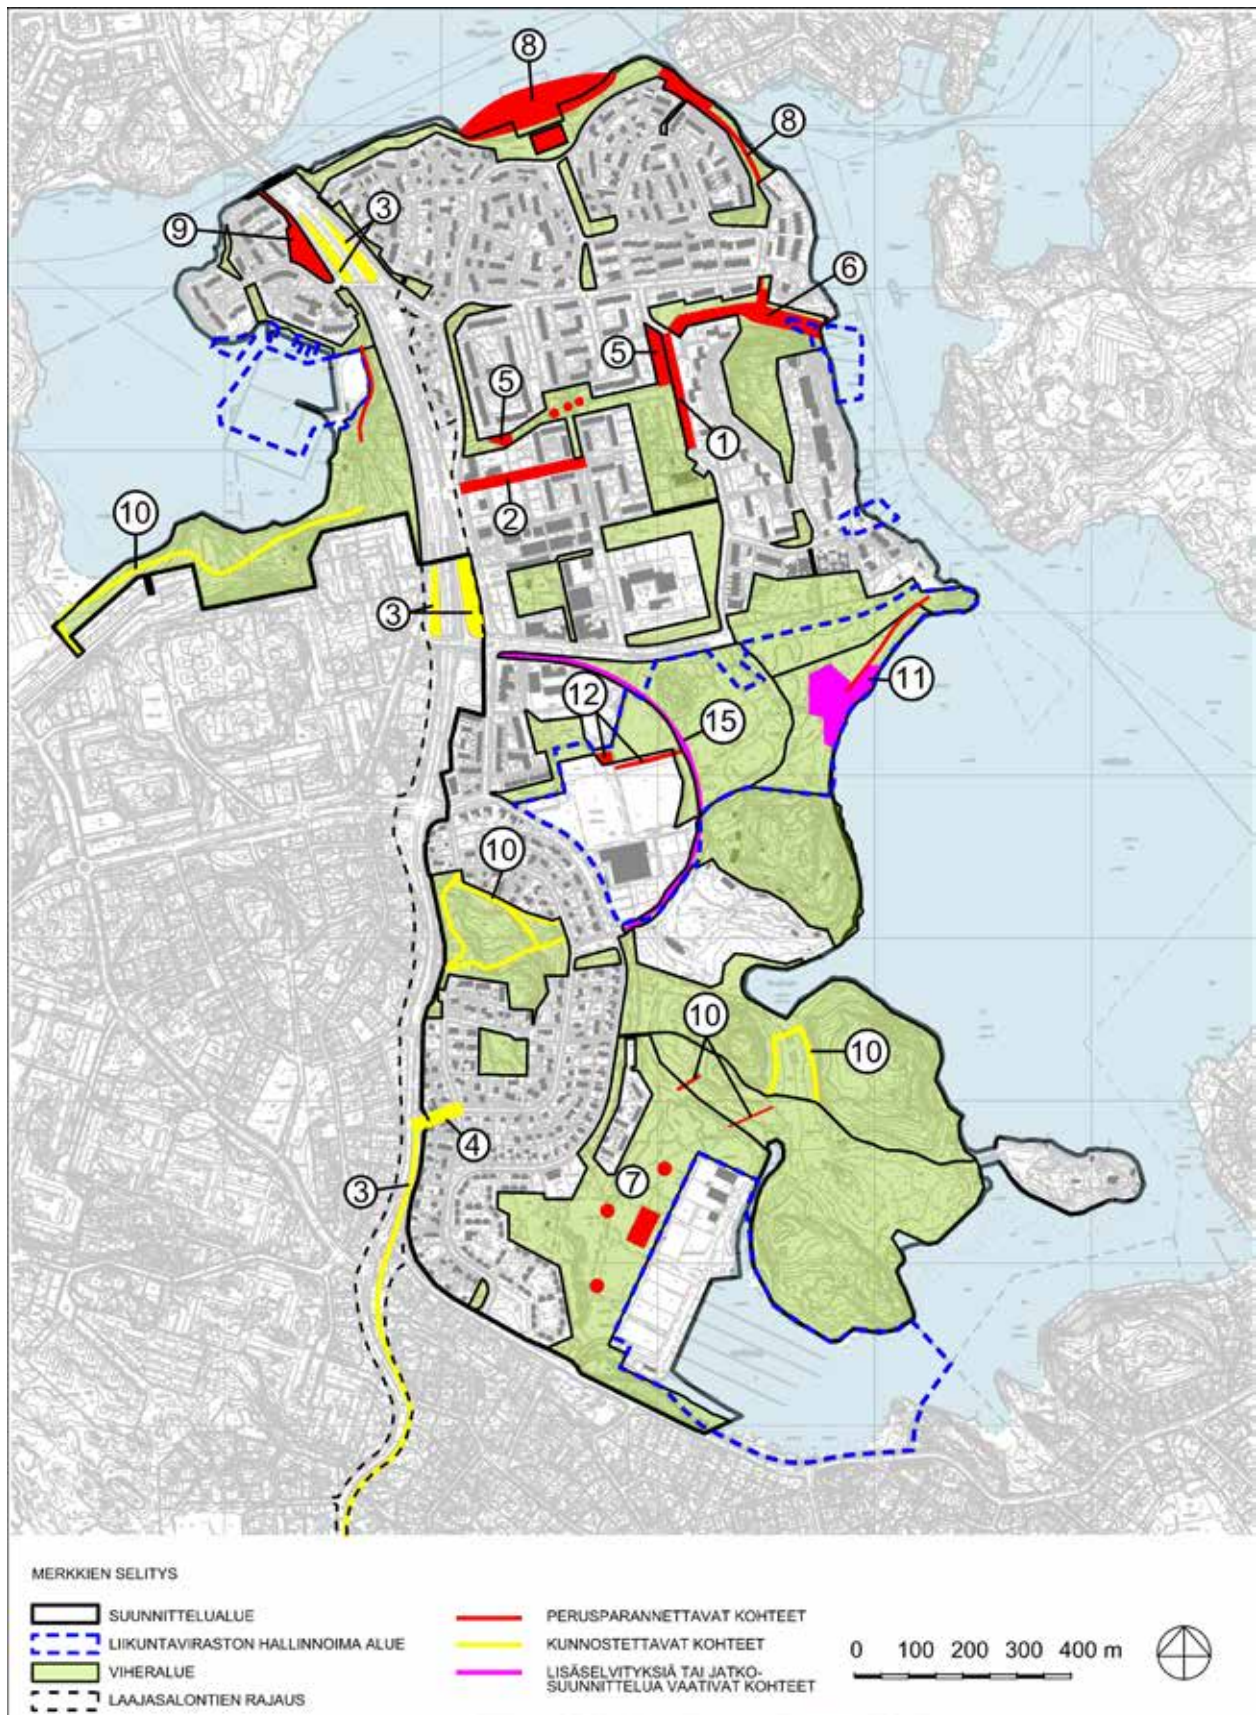 8
8
3
9
6
5
5
1
2
10
3
11
12
15
10
10
10
4
7
3
MERKKIEN SELITYS
SUUNNITTELUALUE
LIIKUNTAVIRASTON HALLINNOIMA ALUE
VIHERALUE
LAAJASALONTIEN RAJAUS
PERUSPARANNETTAVAT KOHTEET
KUNNOSTETTAVAT KOHTEET
LISÄSELVITYKSIÄ TAI JATKO-
SUUNNITTELUA VAATIVAT KOHTEET
0 100 200 300 400 m